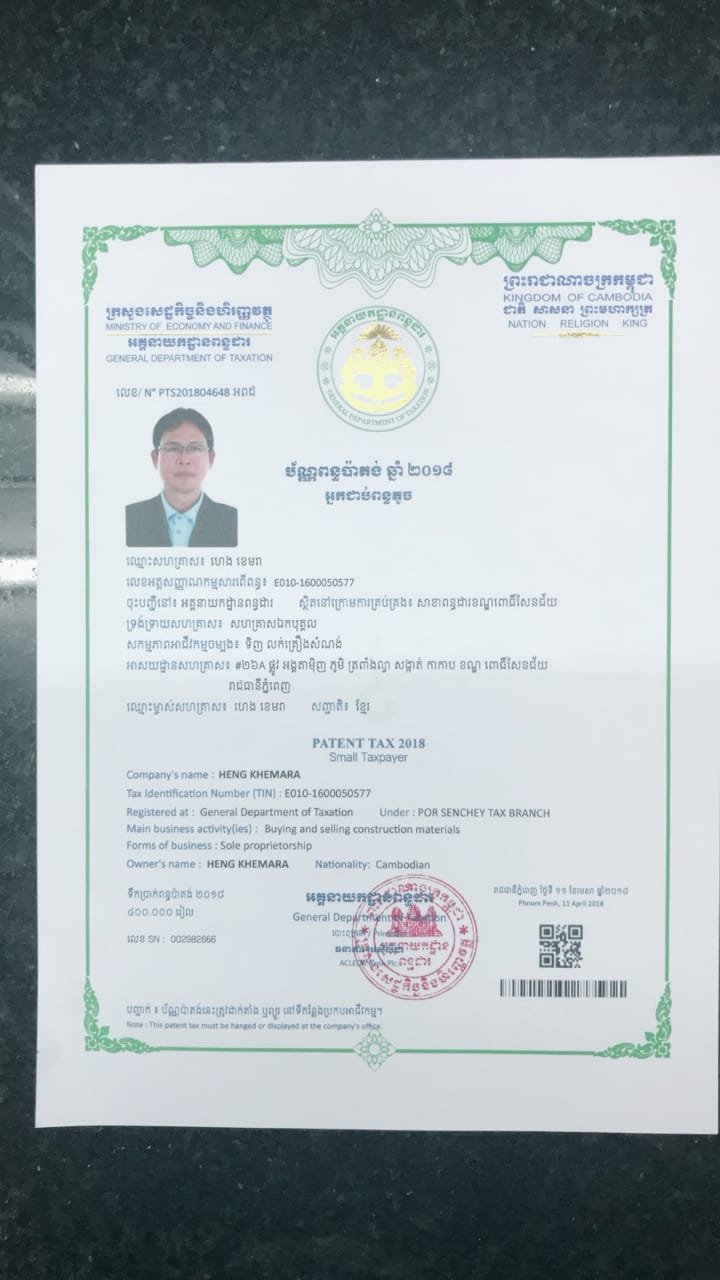 ព្រះរាជាណាចក្រកម្ពុជា
KINGDOM OF CAMBODIA
ជាតិ សាសនា ព្រះមហាក្សត្រ
NATION RELIGION KING
ក្រសួងសេដ្ឋកិច្ចនិងហិរញ្ញវត្ថុ
MINISTRY OF ECONOMY AND FINANCE
អគ្គនាយកដ្ឋានពន្ធដារ
GENERAL DEPARTMENT OF TAXATION
អគ្គនាយកដ្ឋានពន្ធដារ
GENERAL DEPARTMENT OF TAXATION
លេខ/ N° PTS201804648 អពដ
ប័ណ្ណពន្ធប៉ាតង់ ឆ្នាំ ២០១៨
អ្នកជាប់ពន្ធតូច
ឈ្មោះសហគ្រាស៖ ហេង ខេមរា
លេខអត្តសញ្ញាណកម្មសារពើពន្ធ៖ E010-1600050577
ចុះបញ្ជីនៅ៖ អគ្គនាយកដ្ឋានពន្ធដារ ស្ថិតនៅក្រោមការគ្រប់គ្រង៖ សាខាពន្ធដារខណ្ឌពោធិ៍សែនជ័យ
ទ្រង់ទ្រាយសហគ្រាស៖ សហគ្រាសឯកបុគ្គល
សកម្មភាពអាជីវកម្មចម្បង៖ ទិញ លក់គ្រឿងសំណង់
អាសយដ្ឋានសហគ្រាស៖ #២៦A ផ្លូវ អង្គតាម៉ិញ ភូមិ ត្រពាំងល្វា សង្កាត់ កាកាប ខណ្ឌ ពោធិ៍សែនជ័យ
រាជធានីភ្នំពេញ
ឈ្មោះម្ចាស់សហគ្រាស៖ ហេង ខេមរា សញ្ជាតិ៖ ខ្មែរ
PATENT TAX 2018
Small Taxpayer
Company's name : HENG KHEMARA
Tax Identification Number (TIN) : E010-1600050577
Registered at : General Department of Taxation Under : POR SENCHEY TAX BRANCH
Main business activity(ies) : Buying and selling construction materials
Forms of business : Sole proprietorship
Owner's name : HENG KHEMARA Nationality: Cambodian
ទឹកប្រាក់ពន្ធប៉ាតង់ ២០១៨
៤០០.០០០ រៀល
លេខ SN : 002982666
អគ្គនាយកដ្ឋានពន្ធដារ
General Department of Taxation
ACLEDA Bank Plc.
អគ្គនាយកដ្ឋាន
ពន្ធដារ
រាជធានីភ្នំពេញ ថ្ងៃទី ១១ ខែមេសា ឆ្នាំ២០១៨
Phnom Penh, 11 April 2018
បញ្ជាក់ ៖ ប័ណ្ណប៉ាតង់នេះត្រូវដាក់តាំង ឬព្យួរ នៅទីកន្លែងប្រកបអាជីវកម្ម។
Note : This patent tax must be hanged or displayed at the company's office.